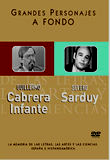 GRANDES PERSONAJES
A FONDO
GUILLERMO
Cabrera
Infante
SEVERO
Sarduy
LA MEMORIA DE LAS LETRAS, LAS ARTES Y LAS CIENCIAS
ESPAÑA E HISPANOAMÉRICA
DVD